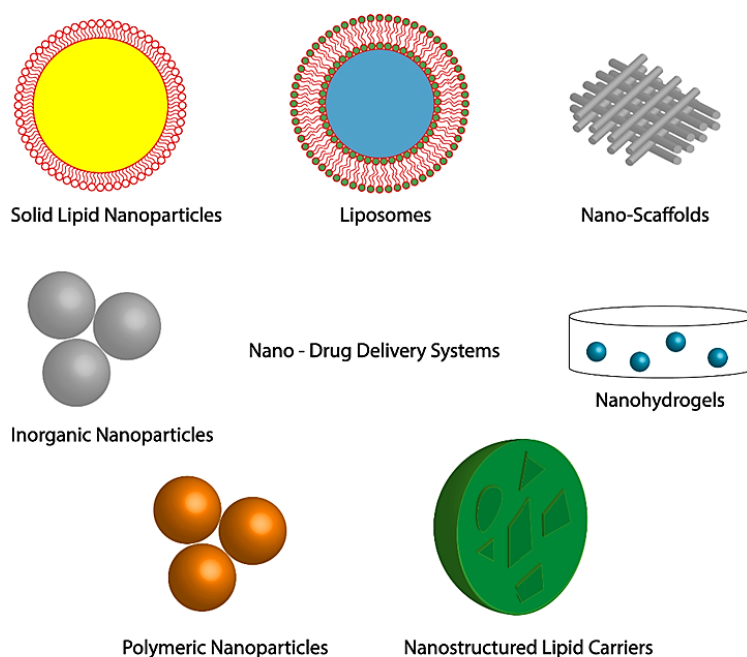 Solid Lipid Nanoparticles
Liposomes
Nano-Scaffolds
Inorganic Nanoparticles
Nano - Drug Delivery Systems
Nanohydrogels
Polymeric Nanoparticles
Nanostructured Lipid Carriers